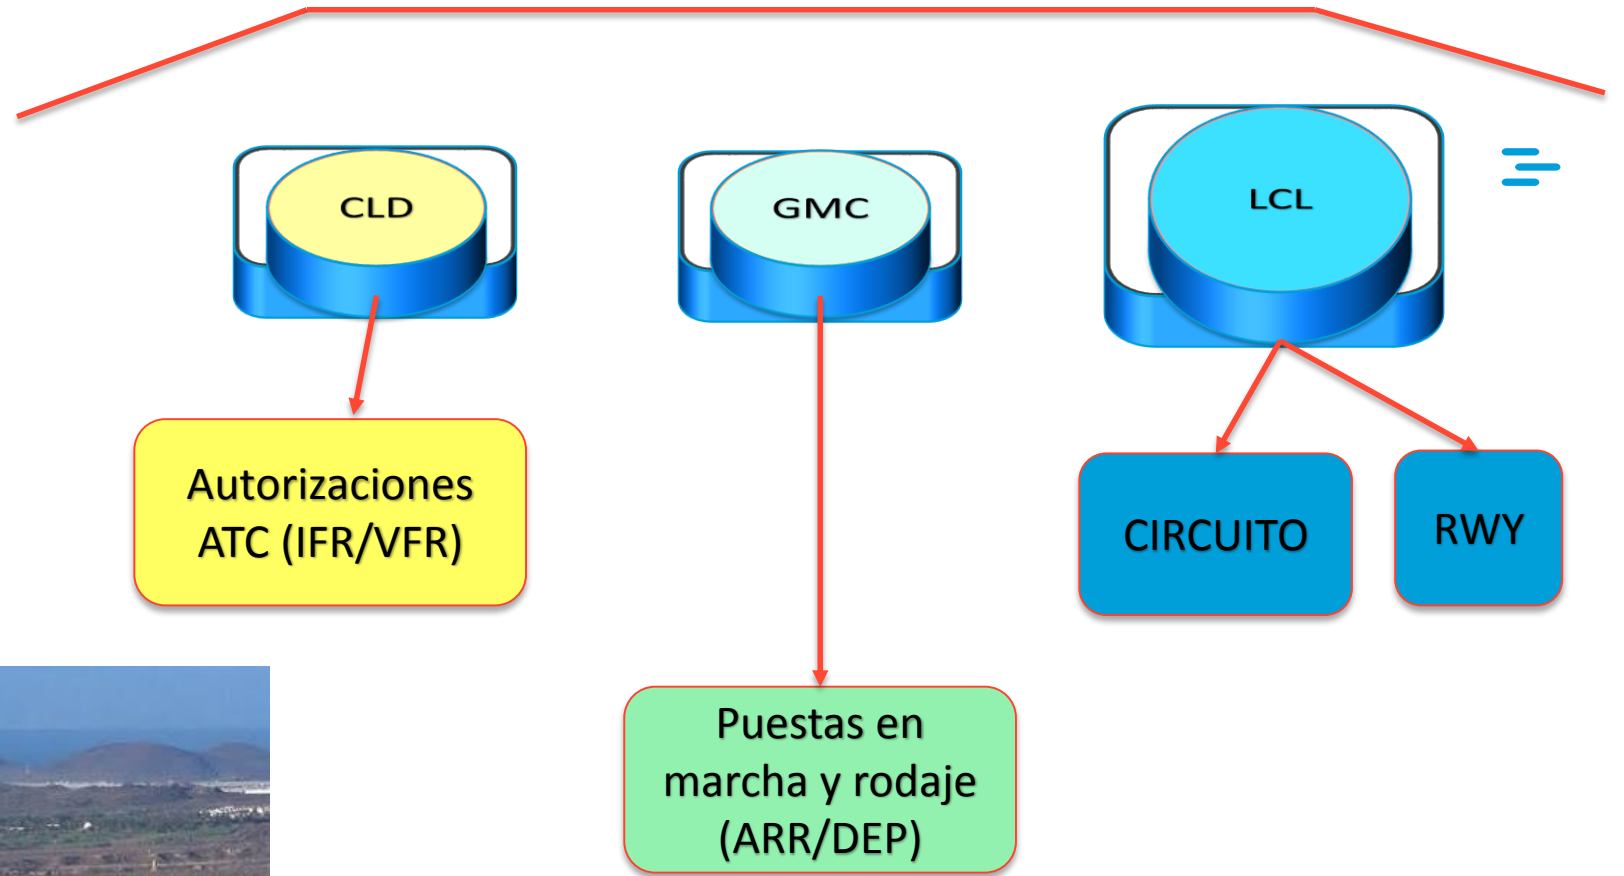 CLD
GMC
LCL
Autorizaciones
ATC (IFR/VFR)
CIRCUITO
RWY
Puestas en
marcha y rodaje
(ARR/DEP)